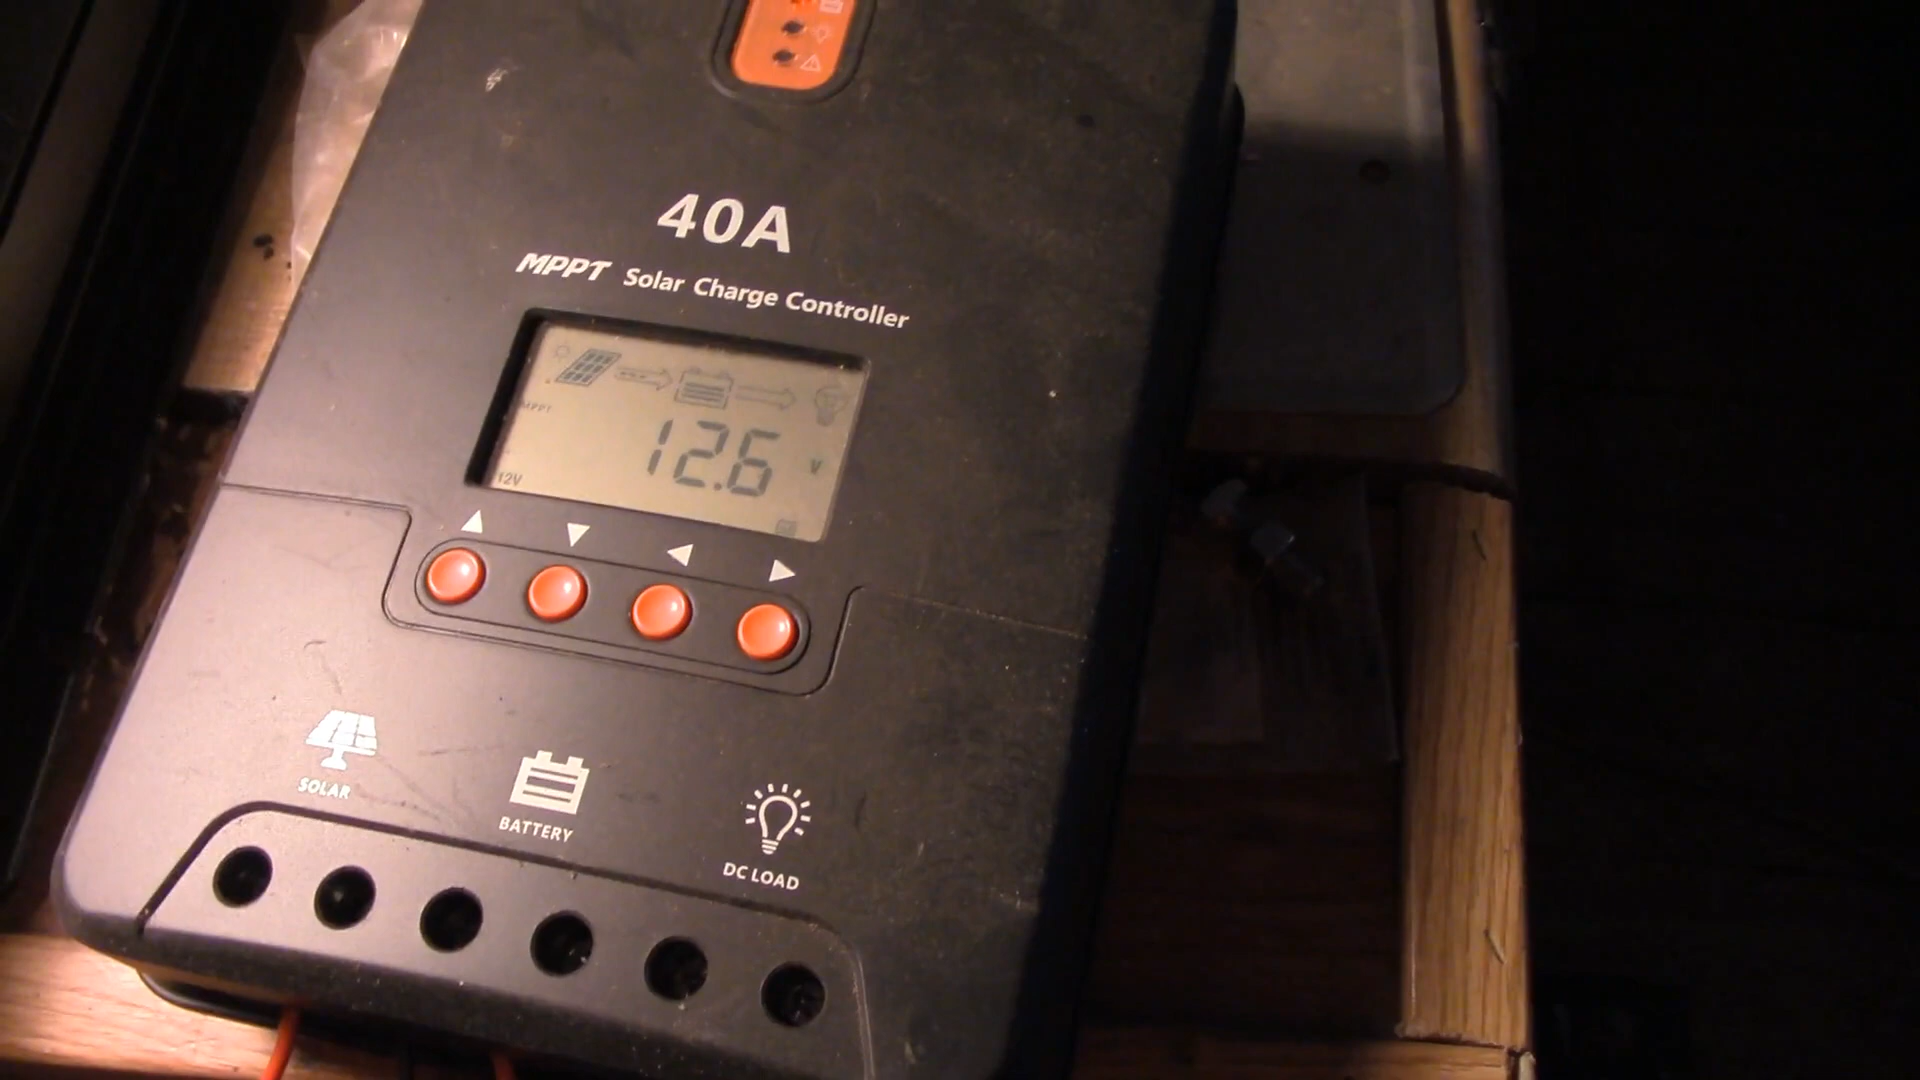 40A
MPPT Solar Charge Controller
MPPT
12.6 V
12V
SOLAR
BATTERY
DC LOAD